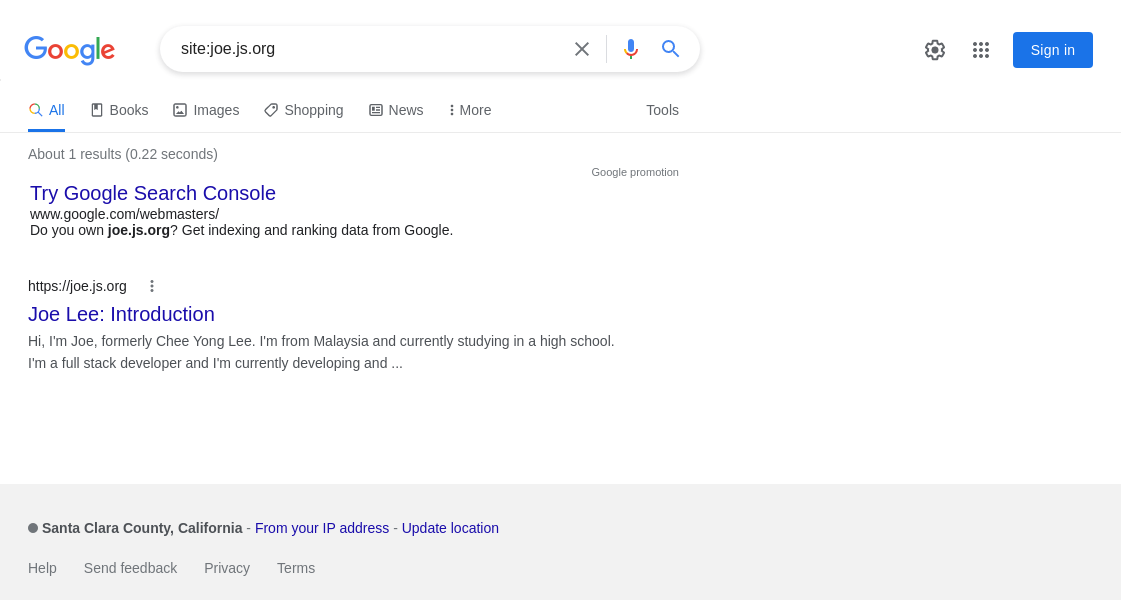 Google
site:joe.js.org
Sign in
All
Books
Images
Shopping
News
More
Tools
About 1 results (0.22 seconds)
Google promotion
Try Google Search Console
www.google.com/webmasters/
Do you own joe.js.org? Get indexing and ranking data from Google.
https://joe.js.org
Joe Lee: Introduction
Hi, I'm Joe, formerly Chee Yong Lee. I'm from Malaysia and currently studying in a high school.
I'm a full stack developer and I'm currently developing and ...
Santa Clara County, California - From your IP address - Update location
Help
Send feedback
Privacy
Terms